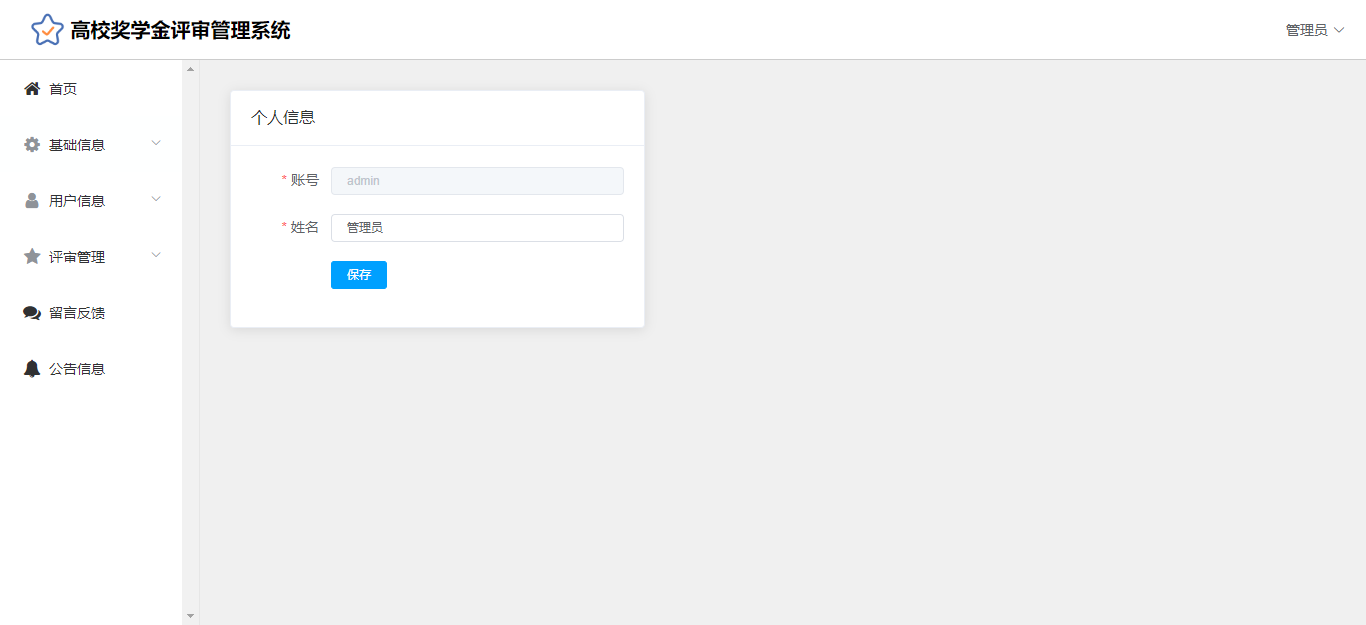 高校奖学金评审管理系统
管理员
首页
基础信息
用户信息
评审管理
留言反馈
公告信息
个人信息
* 账号 admin
* 姓名 管理员
保存